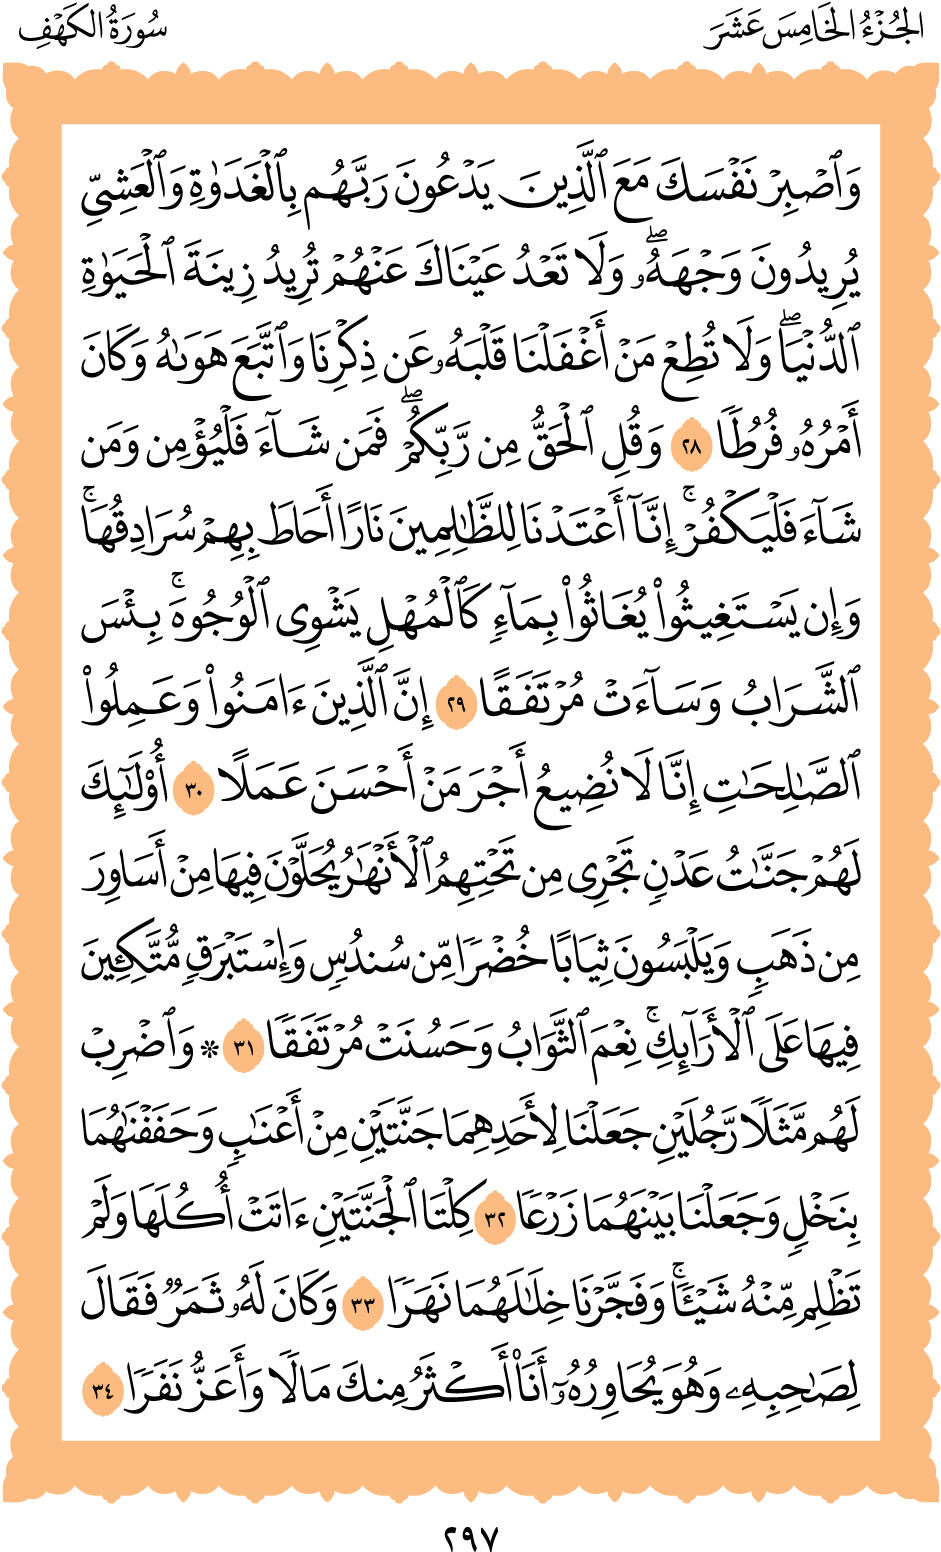 الجُزْءُ الخَامِسَ عَشَرَ
سُورَةُ الكَهْفِ
وَٱصْبِرْ نَفْسَكَ مَعَ ٱلَّذِينَ يَدْعُونَ رَبَّهُم بِٱلْغَدَوٰةِ وَٱلْعَشِىِّ
يُرِيدُونَ وَجْهَهُۥۖ وَلَا تَعْدُ عَيْنَاكَ عَنْهُمْ تُرِيدُ زِينَةَ ٱلْحَيَوٰةِ
ٱلدُّنْيَاۖ وَلَا تُطِعْ مَنْ أَغْفَلْنَا قَلْبَهُۥ عَن ذِكْرِنَا وَٱتَّبَعَ هَوَىٰهُ وَكَانَ
أَمْرُهُۥ فُرُطًا ٢٨ وَقُلِ ٱلْحَقُّ مِن رَّبِّكُمْۖ فَمَن شَآءَ فَلْيُؤْمِن وَمَن
شَآءَ فَلْيَكْفُرْۚ إِنَّآ أَعْتَدْنَا لِلظَّٰلِمِينَ نَارًا أَحَاطَ بِهِمْ سُرَادِقُهَاۚ
وَإِن يَسْتَغِيثُوا۟ يُغَاثُوا۟ بِمَآءٍ كَٱلْمُهْلِ يَشْوِى ٱلْوُجُوهَۚ بِئْسَ
ٱلشَّرَابُ وَسَآءَتْ مُرْتَفَقًا ٢٩ إِنَّ ٱلَّذِينَ ءَامَنُوا۟ وَعَمِلُوا۟
ٱلصَّٰلِحَٰتِ إِنَّا لَا نُضِيعُ أَجْرَ مَنْ أَحْسَنَ عَمَلًا ٣٠ أُو۟لَٰٓئِكَ
لَهُمْ جَنَّٰتُ عَدْنٍ تَجْرِى مِن تَحْتِهِمُ ٱلْأَنْهَٰرُ يُحَلَّوْنَ فِيهَا مِنْ أَسَاوِرَ
مِن ذَهَبٍ وَيَلْبَسُونَ ثِيَابًا خُضْرًا مِّن سُندُسٍ وَإِسْتَبْرَقٍ مُّتَّكِـِٔينَ
فِيهَا عَلَى ٱلْأَرَآئِكِۚ نِعْمَ ٱلثَّوَابُ وَحَسُنَتْ مُرْتَفَقًا ٣١ ۞ وَٱضْرِبْ
لَهُم مَّثَلًا رَّجُلَيْنِ جَعَلْنَا لِأَحَدِهِمَا جَنَّتَيْنِ مِنْ أَعْنَٰبٍ وَحَفَفْنَٰهُمَا
بِنَخْلٍ وَجَعَلْنَا بَيْنَهُمَا زَرْعًا ٣٢ كِلْتَا ٱلْجَنَّتَيْنِ ءَاتَتْ أُكُلَهَا وَلَمْ
تَظْلِم مِّنْهُ شَيْـًٔاۚ وَفَجَّرْنَا خِلَٰلَهُمَا نَهَرًا ٣٣ وَكَانَ لَهُۥ ثَمَرٌ فَقَالَ
لِصَٰحِبِهِۦ وَهُوَ يُحَاوِرُهُۥٓ أَنَا۠ أَكْثَرُ مِنكَ مَالًا وَأَعَزُّ نَفَرًا ٣٤
٢٩٧